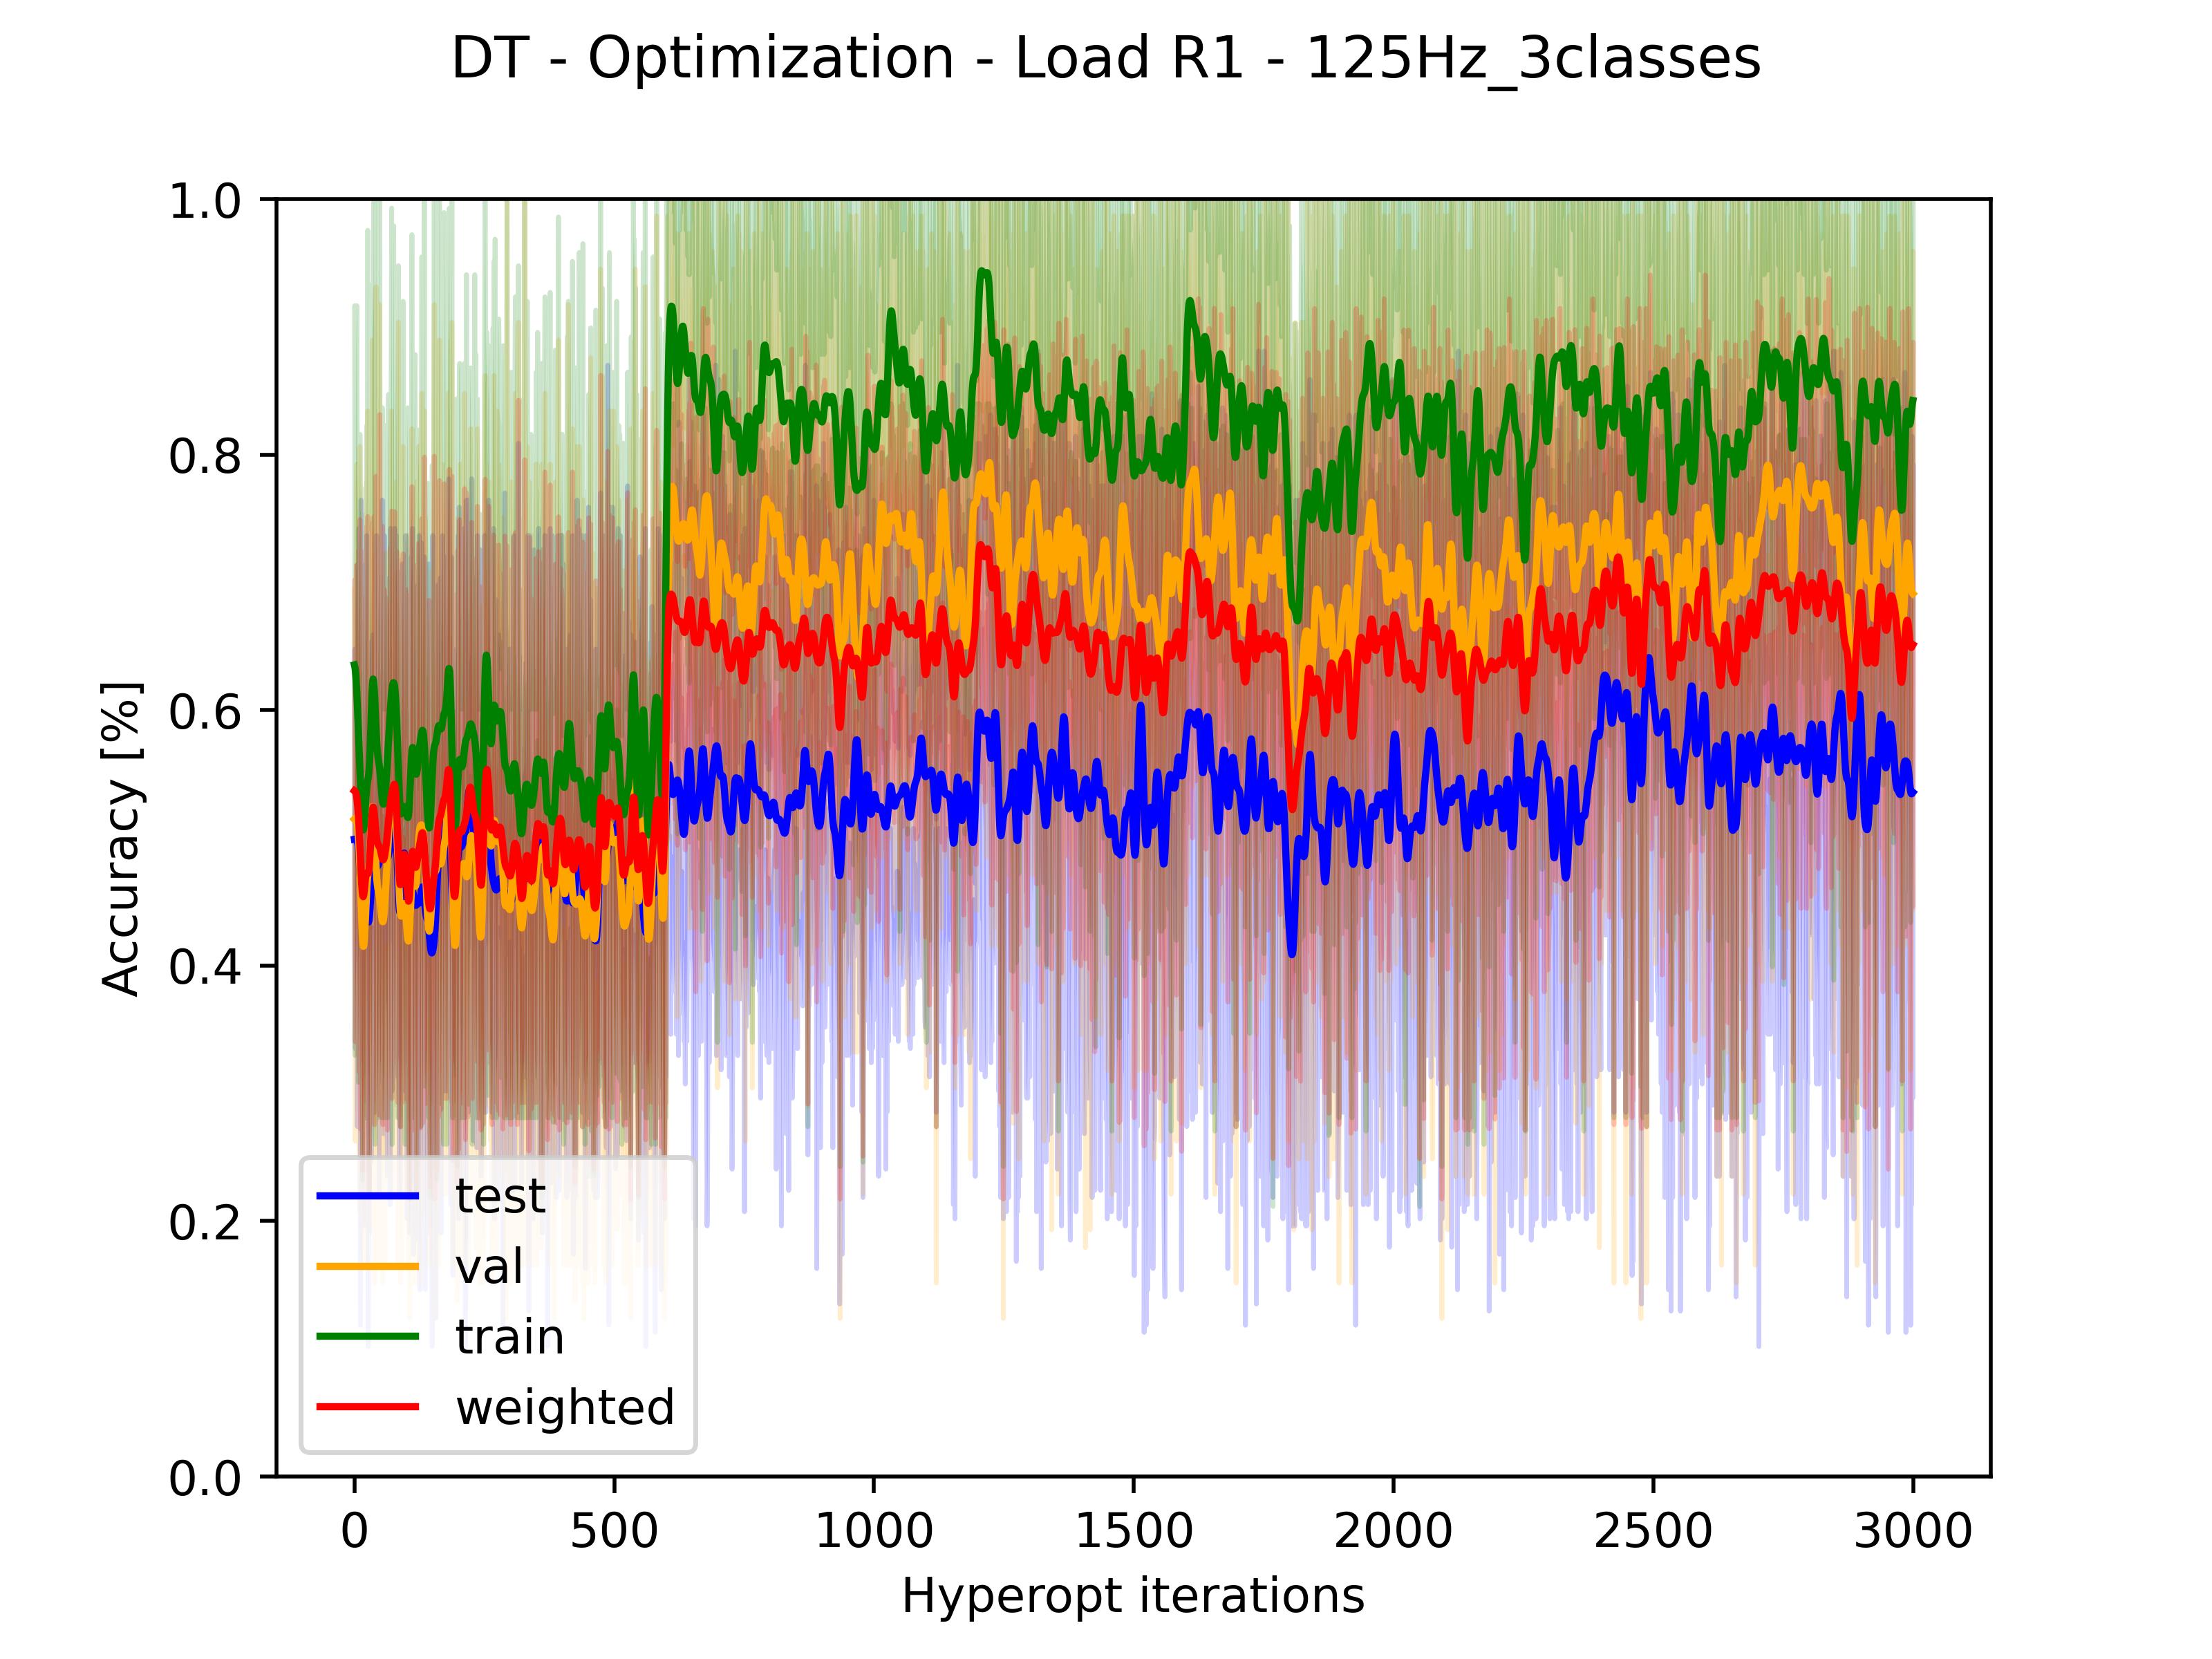 DT - Optimization - Load R1 - 125Hz_3classes
1.0
0.8
0.6
0.4
0.2
0.0
Accuracy [%]
test
val
train
weighted
0 500 1000 1500 2000 2500 3000
Hyperopt iterations